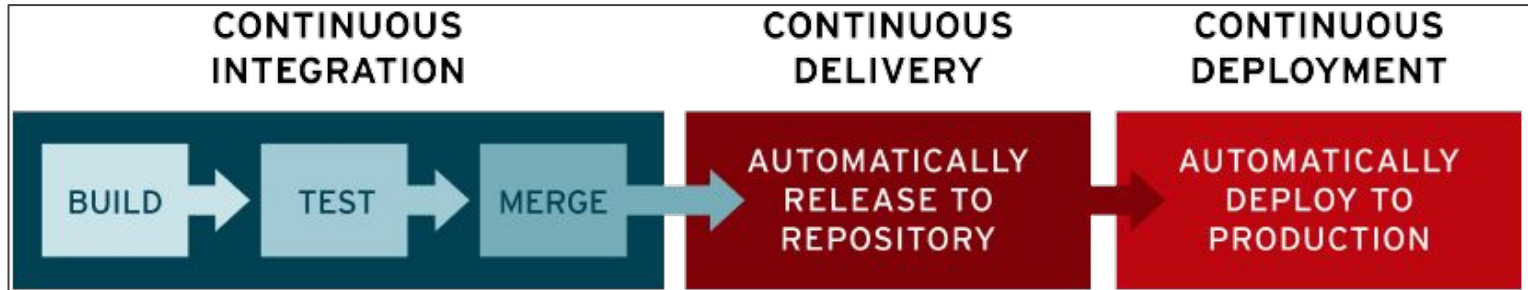 CONTINUOUS
INTEGRATION
CONTINUOUS
DELIVERY
CONTINUOUS
DEPLOYMENT
BUILD
TEST
MERGE
AUTOMATICALLY
RELEASE TO
REPOSITORY
AUTOMATICALLY
DEPLOY TO
PRODUCTION